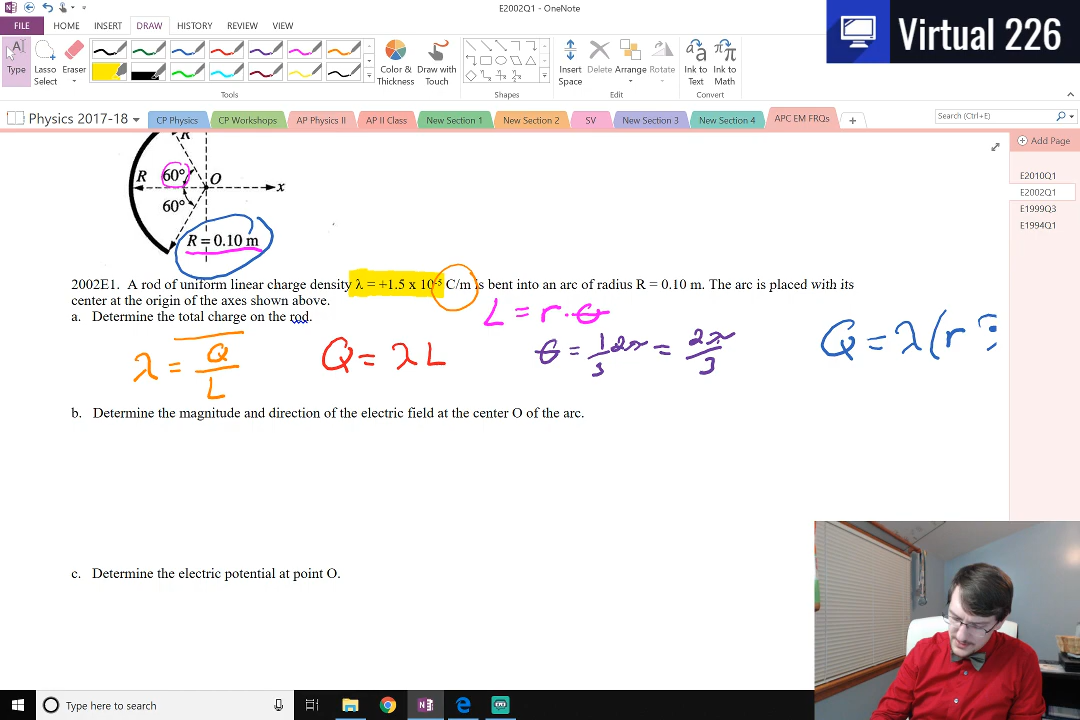 E2002Q1 - OneNote
FILE HOME INSERT DRAW HISTORY REVIEW VIEW
Virtual 226
Type Lasso Select Eraser Color & Thickness Draw with Touch Insert Space Delete Arrange Rotate Ink to Text Ink to Math
Tools Shapes Edit Convert
Physics 2017-18 CP Physics CP Workshops AP Physics II AP II Class New Section 1 New Section 2 SV New Section 3 New Section 4 APC EM FRQs Search (Ctrl+E)
Add Page
E2010Q1
E2002Q1
E1999Q3
E1994Q1
R
R 60° O x
60°
R = 0.10 m
2002E1. A rod of uniform linear charge density λ = +1.5 x 10⁻⁵ C/m is bent into an arc of radius R = 0.10 m. The arc is placed with its
center at the origin of the axes shown above.
a. Determine the total charge on the rod.
L = r · θ
λ = Q/L Q = λ L θ = 1/3 2π = 2π/3 Q = λ(r
b. Determine the magnitude and direction of the electric field at the center O of the arc.
c. Determine the electric potential at point O.
Type here to search